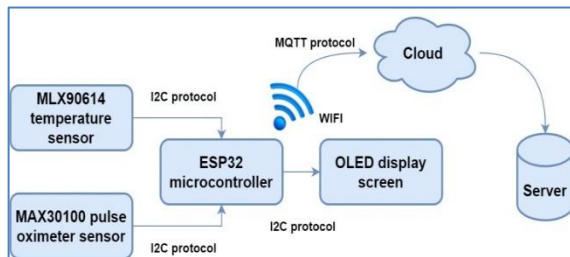 MQTT protocol
Cloud
MLX90614
temperature
sensor
I2C protocol
WIFI
ESP32
microcontroller
OLED display
screen
Server
MAX30100 pulse
oximeter sensor
I2C protocol
I2C protocol